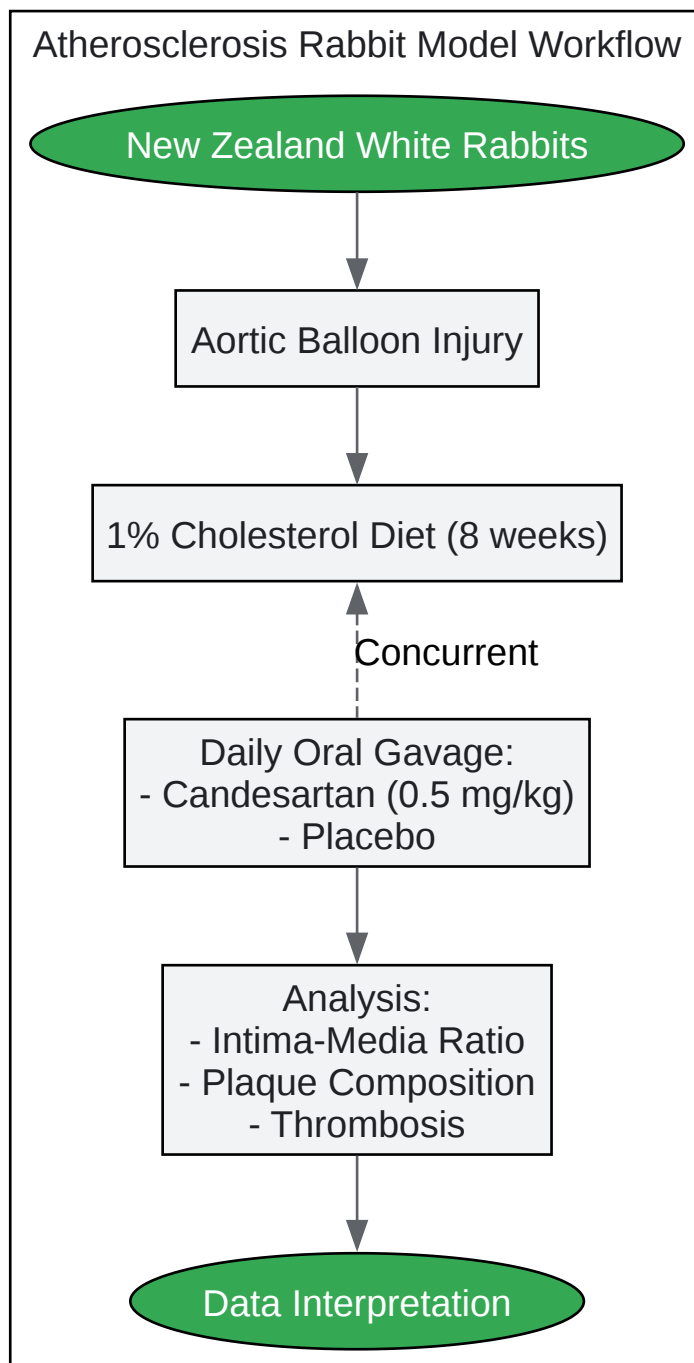 Atherosclerosis Rabbit Model Workflow
New Zealand White Rabbits
Aortic Balloon Injury
1% Cholesterol Diet (8 weeks)
Concurrent
Daily Oral Gavage:
- Candesartan (0.5 mg/kg)
- Placebo
Analysis:
- Intima-Media Ratio
- Plaque Composition
- Thrombosis
Data Interpretation